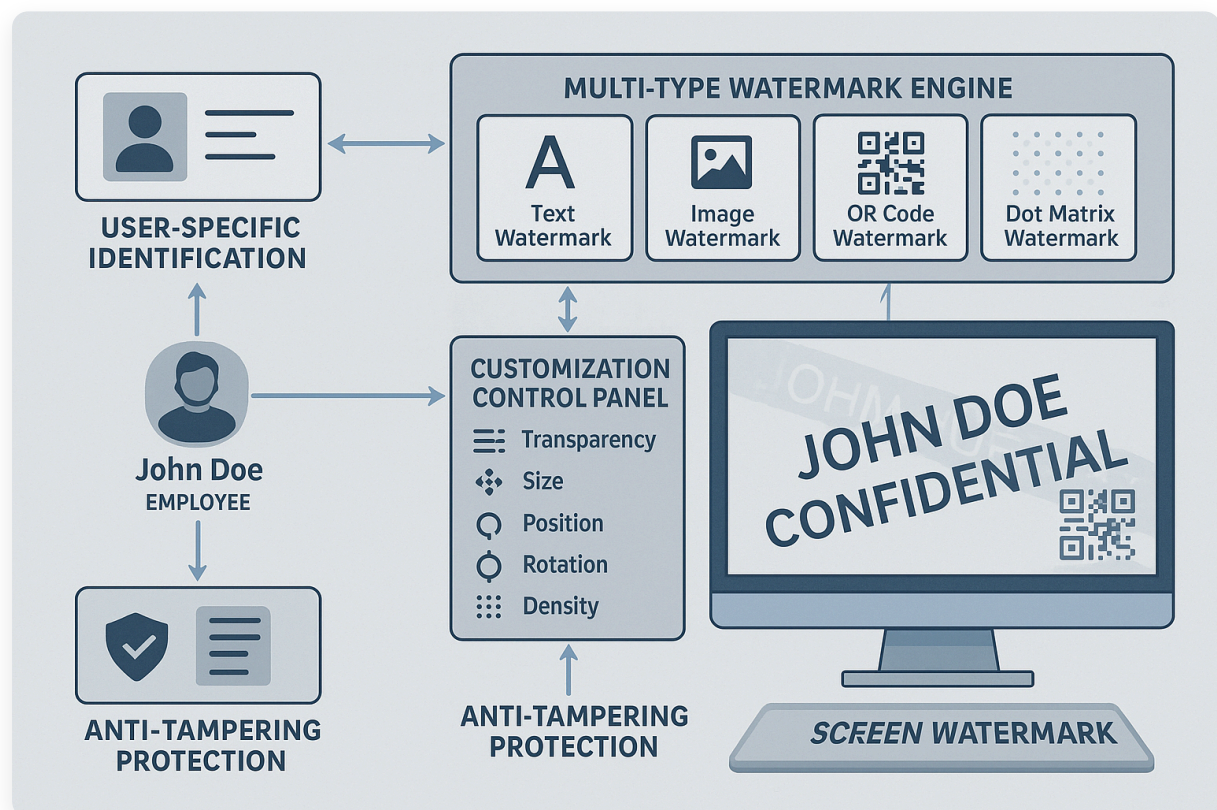 MULTI-TYPE WATERMARK ENGINE
A
Text
Watermark
Image
Watermark
OR Code
Watermark
Dot Matrix
Watermark
USER-SPECIFIC
IDENTIFICATION
John Doe
EMPLOYEE
ANTI-TAMPERING
PROTECTION
CUSTOMIZATION
CONTROL PANEL
Transparency
Size
Position
Rotation
Density
ANTI-TAMPERING
PROTECTION
JOHN DOE
CONFIDENTIAL
SCREEN WATERMARK